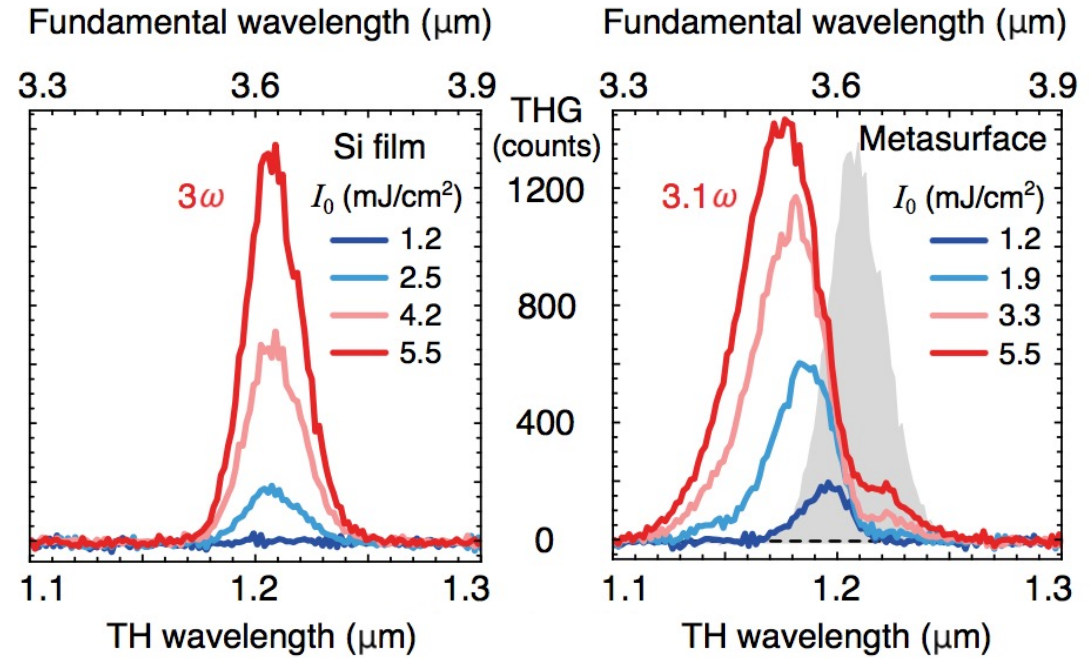 Fundamental wavelength (μm)
3.3 3.6 3.9
Si film
3ω
I₀ (mJ/cm²)
1.2
2.5
4.2
5.5
1.1 1.2 1.3
TH wavelength (μm)
THG
(counts)
1200
800
400
0
Fundamental wavelength (μm)
3.3 3.6 3.9
Metasurface
3.1ω
I₀ (mJ/cm²)
1.2
1.9
3.3
5.5
1.1 1.2 1.3
TH wavelength (μm)